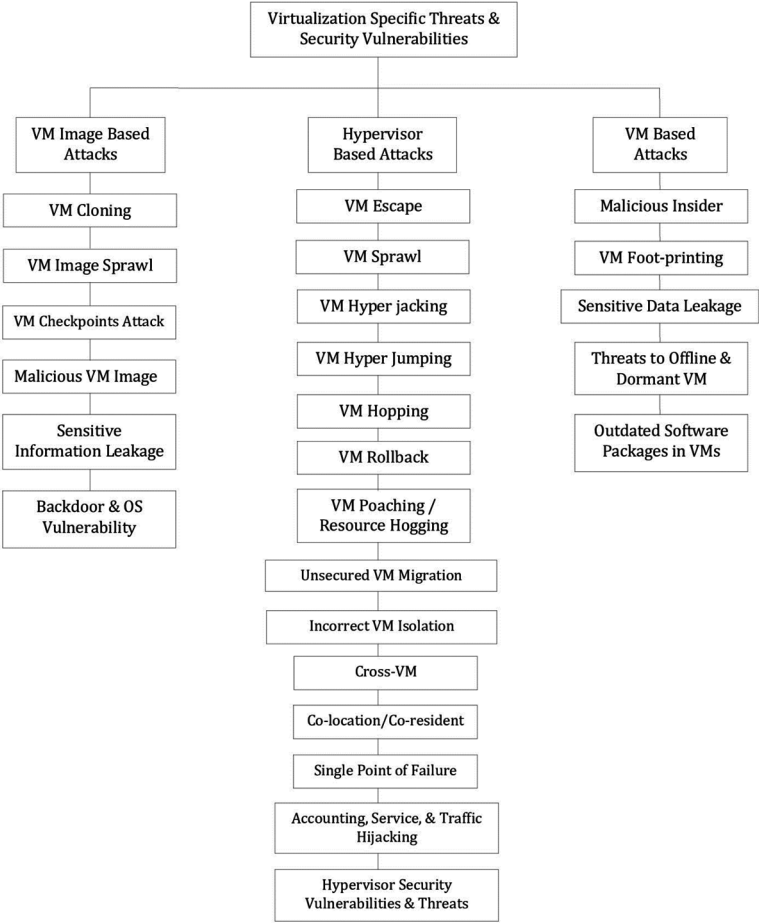 Virtualization Specific Threats &
Security Vulnerabilities
VM Image Based
Attacks
VM Cloning
VM Image Sprawl
VM Checkpoints Attack
Malicious VM Image
Sensitive
Information Leakage
Backdoor & OS
Vulnerability
Hypervisor
Based Attacks
VM Escape
VM Sprawl
VM Hyper jacking
VM Hyper Jumping
VM Hopping
VM Rollback
VM Poaching /
Resource Hogging
Unsecured VM Migration
Incorrect VM Isolation
Cross-VM
Co-location/Co-resident
Single Point of Failure
Accounting, Service, & Traffic
Hijacking
Hypervisor Security
Vulnerabilities & Threats
VM Based
Attacks
Malicious Insider
VM Foot-printing
Sensitive Data Leakage
Threats to Offline &
Dormant VM
Outdated Software
Packages in VMs